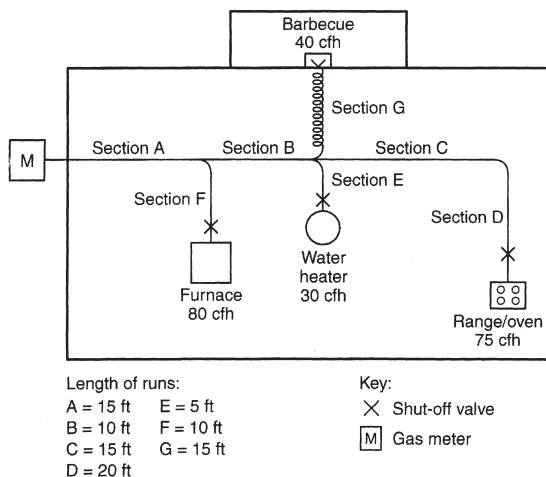 Barbecue
40 cfh
Section G
M
Section A
Section B
Section C
Section F
Section E
Section D
Furnace
80 cfh
Water
heater
30 cfh
Range/oven
75 cfh
Length of runs:
A = 15 ft E = 5 ft
B = 10 ft F = 10 ft
C = 15 ft G = 15 ft
D = 20 ft
Key:
Shut-off valve
M Gas meter